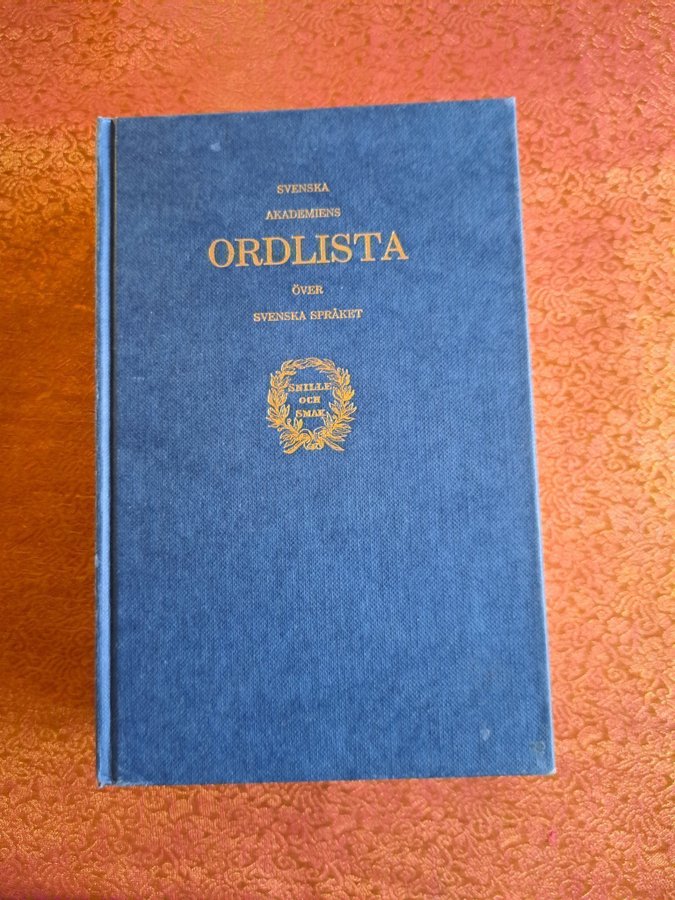 SVENSKA
AKADEMIENS
ORDLISTA
ÖVER
SVENSKA SPRÅKET
SNILLE
OCH
SMAK